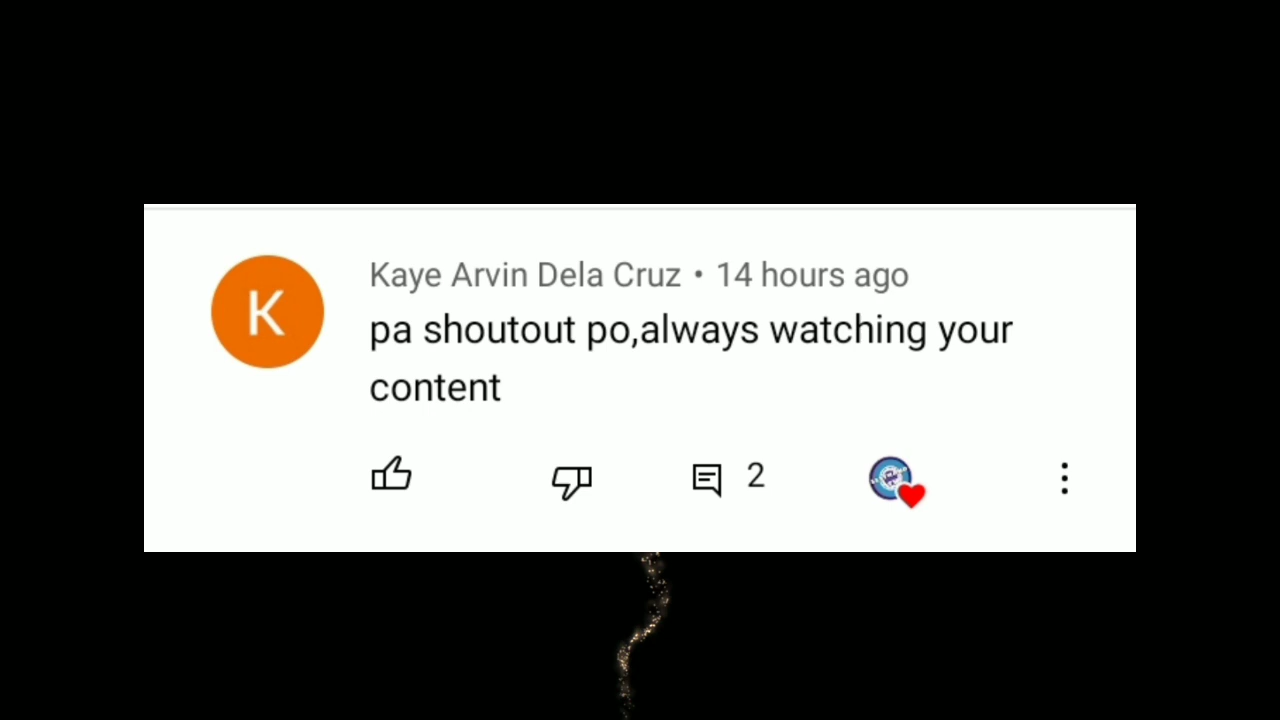 K
Kaye Arvin Dela Cruz • 14 hours ago
pa shoutout po,always watching your
content
2